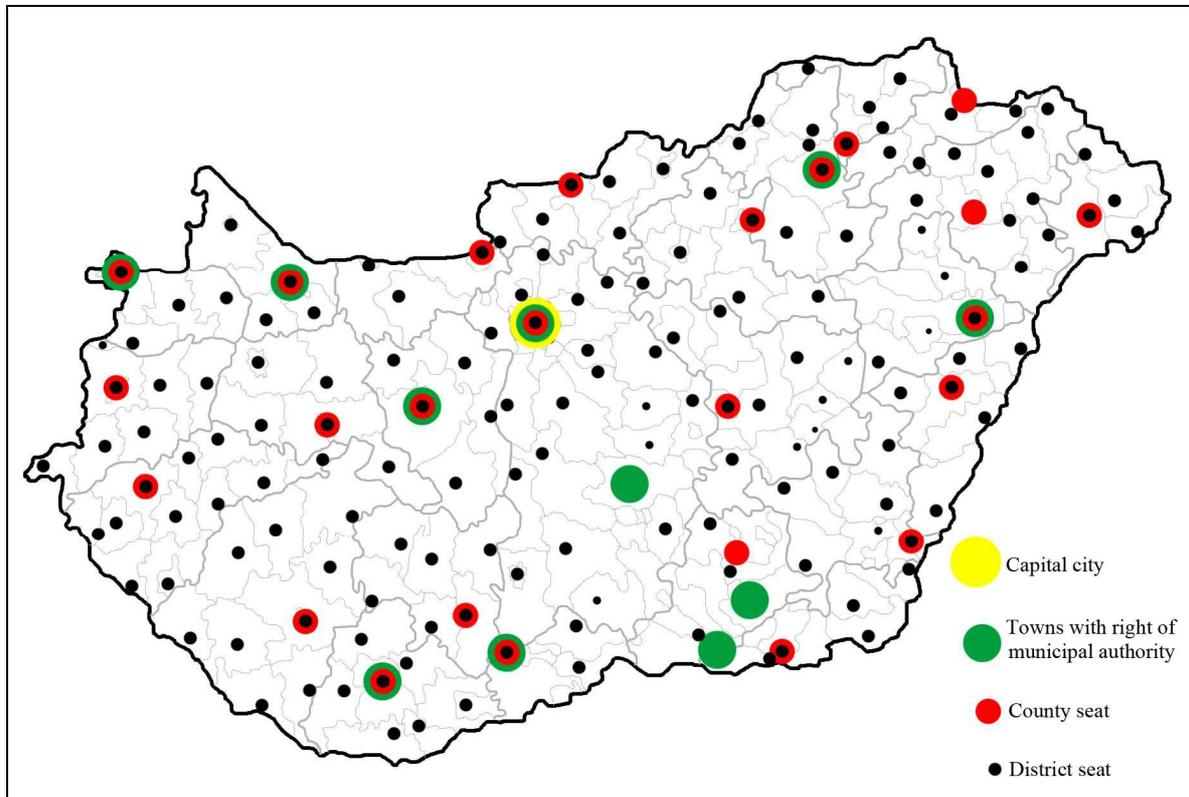 Capital city
Towns with right of
municipal authority
County seat
District seat